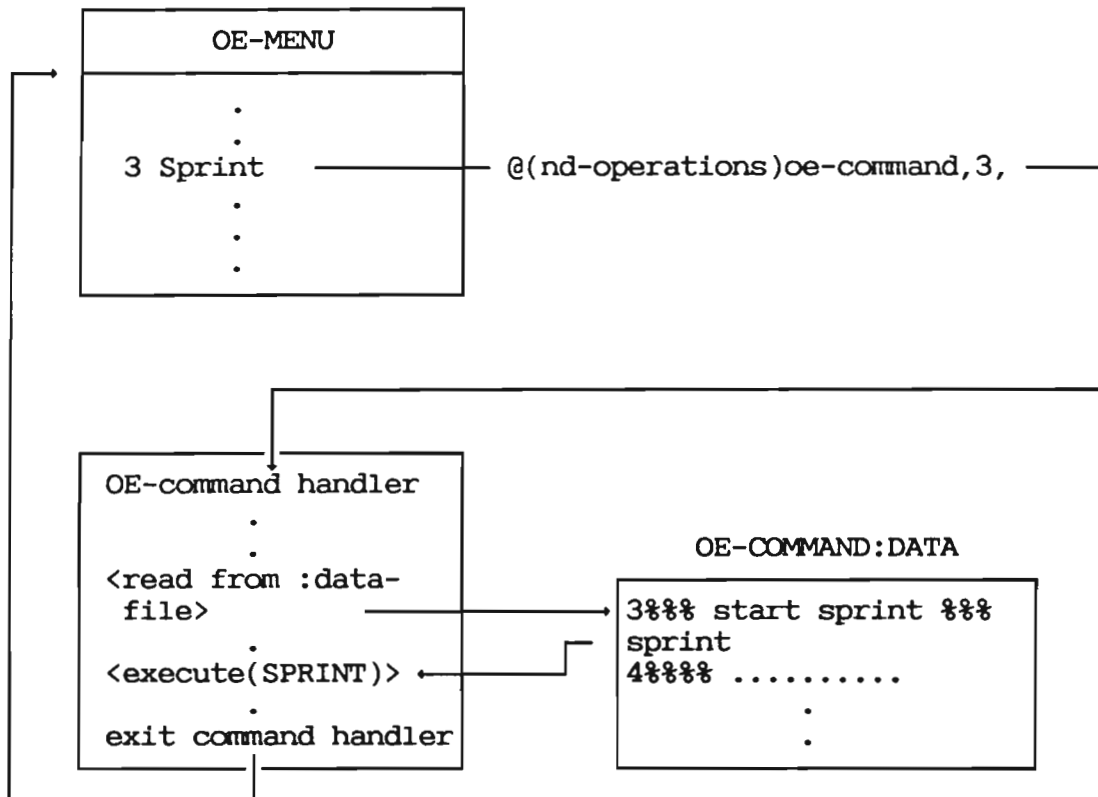 OE-MENU
.
.
3 Sprint @(nd-operations)oe-command,3,
.
.
.
OE-command handler
.
.
<read from :data-
file>
.
<execute(SPRINT)>
.
exit command handler
OE-COMMAND:DATA
3%%% start sprint %%%
sprint
4%%%% ..........
.
.